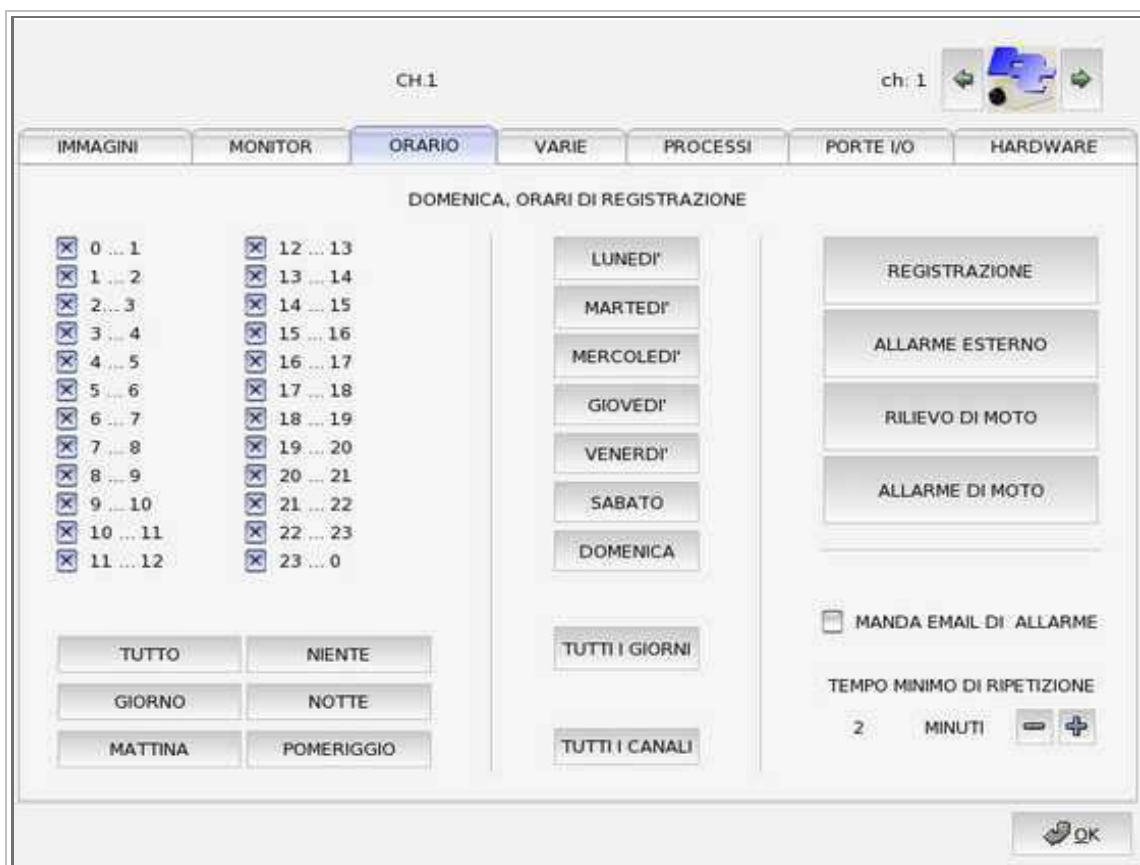 CH.1
ch: 1
IMMAGINI
MONITOR
ORARIO
VARIE
PROCESSI
PORTE I/O
HARDWARE
DOMENICA, ORARI DI REGISTRAZIONE
0 ... 1
1 ... 2
2... 3
3 ... 4
4 ... 5
5 ... 6
6 ... 7
7 ... 8
8 ... 9
9 ... 10
10 ... 11
11 ... 12
12 ... 13
13 ... 14
14 ... 15
15 ... 16
16 ... 17
17 ... 18
18 ... 19
19 ... 20
20 ... 21
21 ... 22
22 ... 23
23 ... 0
TUTTO
NIENTE
GIORNO
NOTTE
MATTINA
POMERIGGIO
LUNEDI'
MARTEDI'
MERCOLEDI'
GIOVEDI'
VENERDI'
SABATO
DOMENICA
TUTTI I GIORNI
TUTTI I CANALI
REGISTRAZIONE
ALLARME ESTERNO
RILIEVO DI MOTO
ALLARME DI MOTO
MANDA EMAIL DI ALLARME
TEMPO MINIMO DI RIPETIZIONE
2 MINUTI
OK